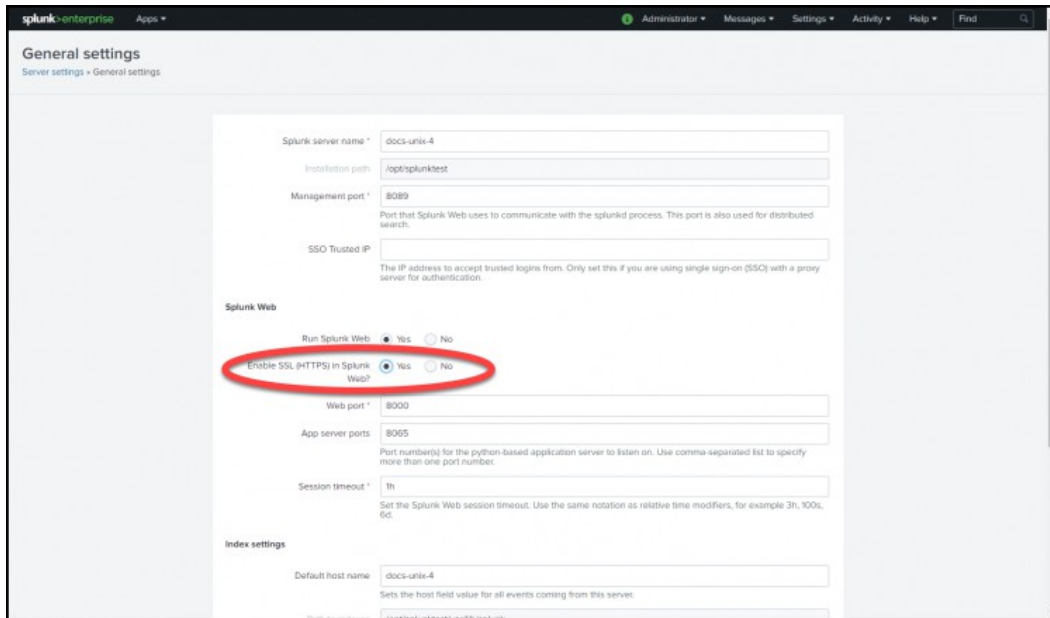 splunk>enterprise Apps ▾ i Administrator ▾ Messages ▾ Settings ▾ Activity ▾ Help ▾ Find
General settings
Server settings » General settings
Splunk server name * docs-unix-4
Installation path /opt/splunktest
Management port * 8089
Port that Splunk Web uses to communicate with the splunkd process. This port is also used for distributed
search.
SSO Trusted IP
The IP address to accept trusted logins from. Only set this if you are using single sign-on (SSO) with a proxy
server for authentication.
Splunk Web
Run Splunk Web Yes No
Enable SSL (HTTPS) in Splunk Yes No
Web?
Web port * 8000
App server ports 8065
Port number(s) for the python-based application server to listen on. Use comma-separated list to specify
more than one port number.
Session timeout * 1h
Set the Splunk Web session timeout. Use the same notation as relative time modifiers, for example 3h, 100s,
6d.
Index settings
Default host name docs-unix-4
Sets the host field value for all events coming from this server.